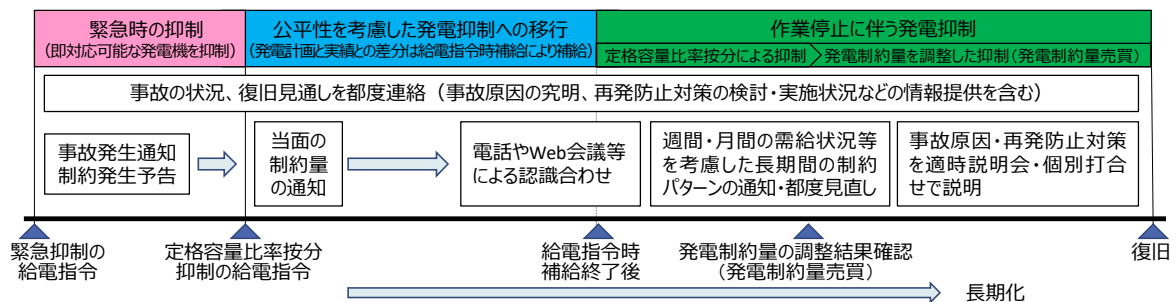 緊急時の抑制
(即対応可能な発電機を抑制)
公平性を考慮した発電抑制への移行
(発電計画と実績との差分は給電指令時補給により補給)
作業停止に伴う発電抑制
定格容量比率按分による抑制
発電制約量を調整した抑制(発電制約量売買)
事故の状況、復旧見通しを都度連絡(事故原因の究明、再発防止対策の検討・実施状況などの情報提供を含む)
事故発生通知
制約発生予告
当面の
制約量
の通知
電話やWeb会議等
による認識合わせ
週間・月間の需給状況等
を考慮した長期間の制約
パターンの通知・都度見直し
事故原因・再発防止対策
を適時説明会・個別打合
せで説明
緊急抑制の
給電指令
定格容量比率按分
抑制の給電指令
給電指令時
補給終了後
発電制約量の調整結果確認
(発電制約量売買)
復旧
長期化